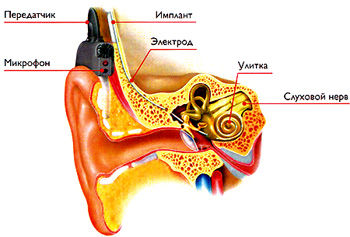 Передатчик
Имплант
Электрод
Микрофон
Улитка
Слуховой нерв